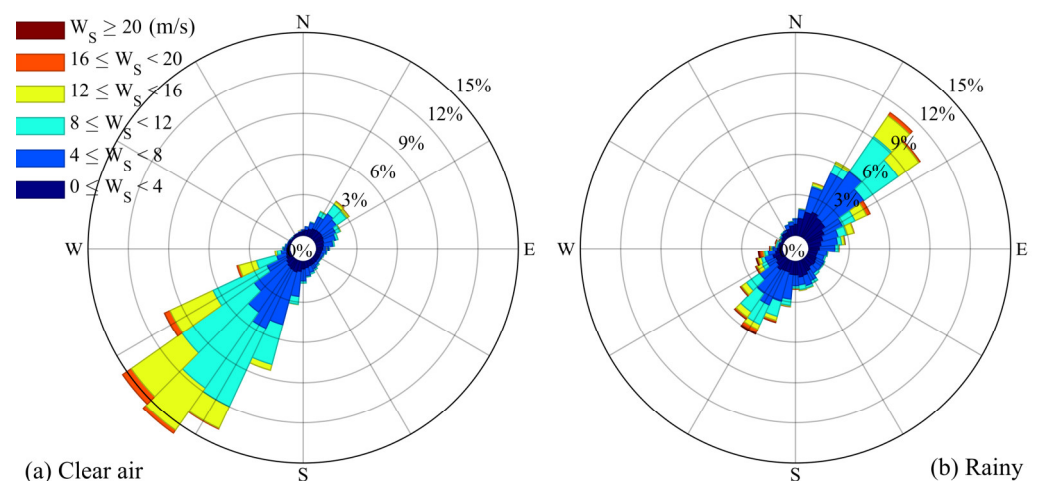 W_S ≥ 20 (m/s)
16 ≤ W_S < 20
12 ≤ W_S < 16
8 ≤ W_S < 12
4 ≤ W_S < 8
0 ≤ W_S < 4
N
15%
12%
9%
6%
3%
0%
W
E
S
(a) Clear air
N
15%
12%
9%
6%
3%
0%
W
E
S
(b) Rainy